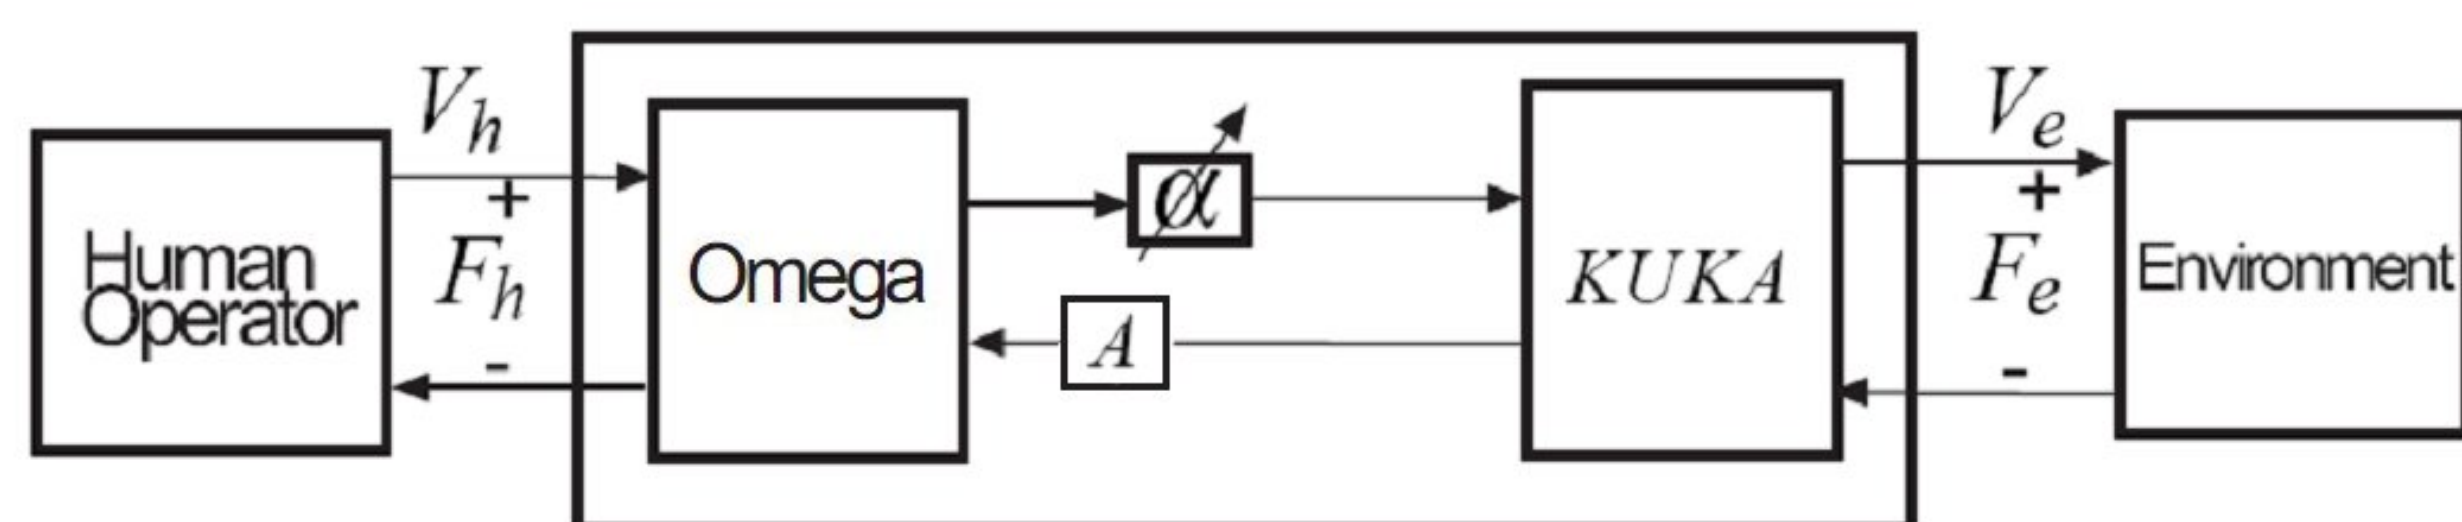 Human
Operator
V_h
+
F_h
-
Omega
α
A
KUKA
V_e
+
F_e
-
Environment